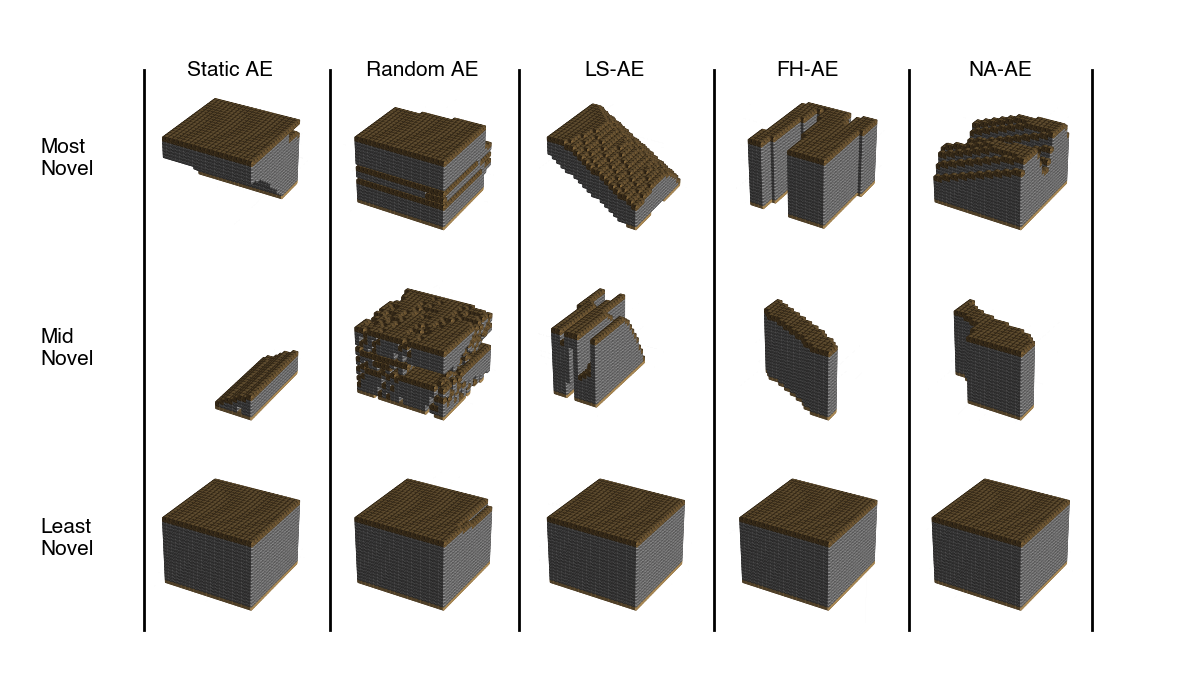 Static AE
Random AE
LS-AE
FH-AE
NA-AE
Most
Novel
Mid
Novel
Least
Novel